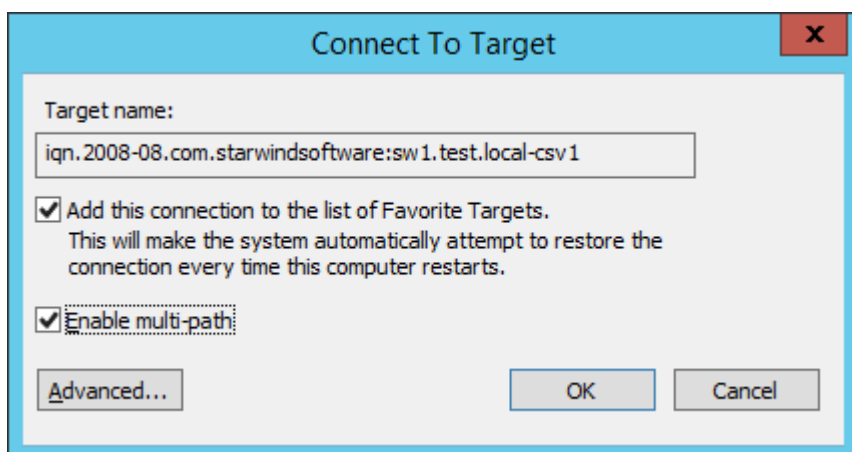 Connect To Target
x
Target name:
iqn.2008-08.com.starwindsoftware:sw1.test.local-csv1
Add this connection to the list of Favorite Targets.
This will make the system automatically attempt to restore the
connection every time this computer restarts.
Enable multi-path
Advanced... OK Cancel